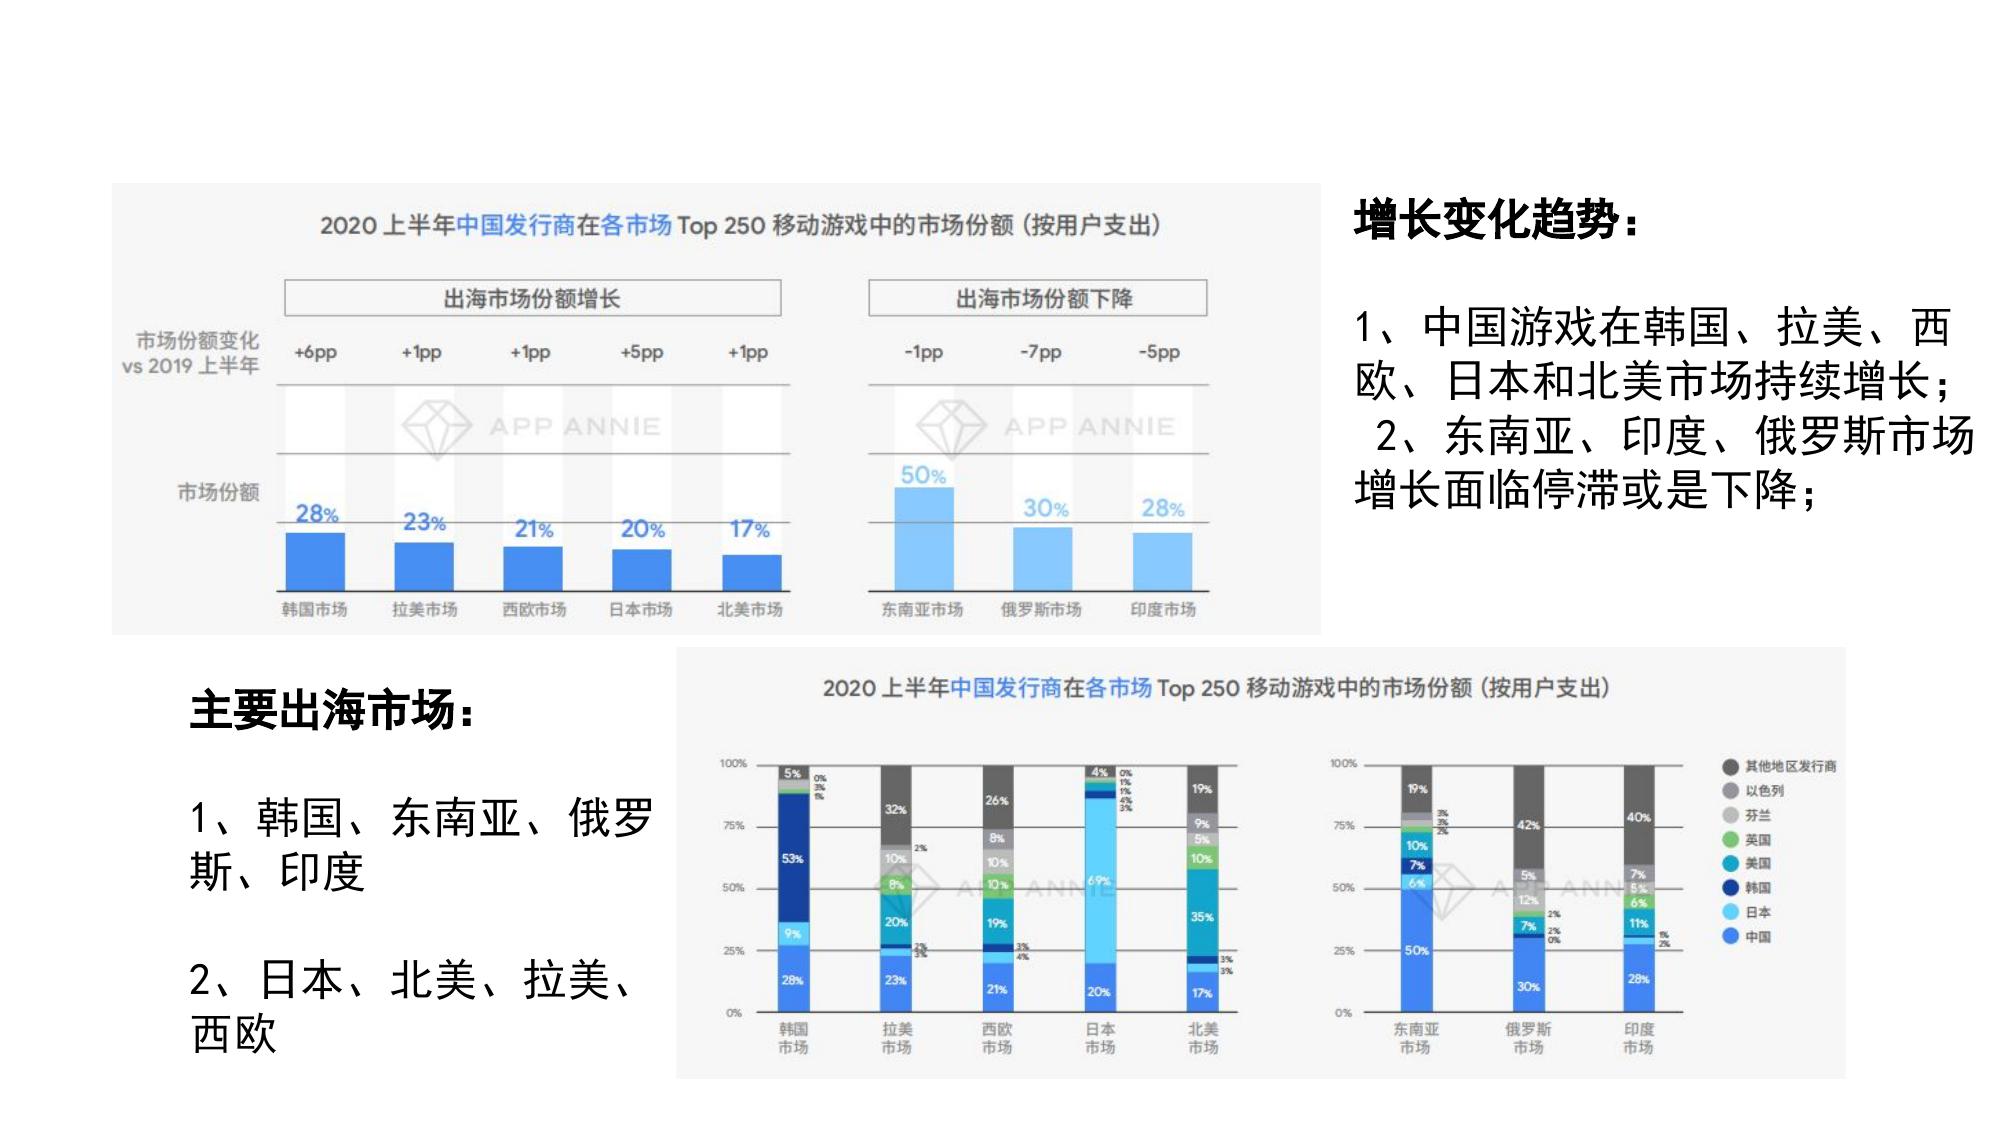 2020 上半年中国发行商在各市场 Top 250 移动游戏中的市场份额 (按用户支出)
出海市场份额增长 出海市场份额下降
市场份额变化
vs 2019 上半年
+6pp +1pp +1pp +5pp +1pp -1pp -7pp -5pp
APP ANNIE APP ANNIE
市场份额
28% 23% 21% 20% 17% 50% 30% 28%
韩国市场 拉美市场 西欧市场 日本市场 北美市场 东南亚市场 俄罗斯市场 印度市场
增长变化趋势：
1、中国游戏在韩国、拉美、西
欧、日本和北美市场持续增长；
2、东南亚、印度、俄罗斯市场
增长面临停滞或是下降；
主要出海市场：
1、韩国、东南亚、俄罗
斯、印度
2、日本、北美、拉美、
西欧
2020 上半年中国发行商在各市场 Top 250 移动游戏中的市场份额 (按用户支出)
100%
75%
50%
25%
0%
5% 0% 3% 1% 53% 9% 28%
韩国
市场
32% 2% 10% 8% 20% 2% 3% 23%
拉美
市场
26% 8% 10% 10% 19% 3% 4% 21%
西欧
市场
4% 0% 1% 1% 4% 3% 69% 20%
日本
市场
19% 9% 5% 10% 35% 3% 3% 17%
北美
市场
APP ANNIE
100%
75%
50%
25%
0%
19% 3% 3% 2% 10% 7% 6% 50%
东南亚
市场
42% 5% 12% 2% 7% 2% 0% 30%
俄罗斯
市场
40% 7% 5% 6% 11% 1% 2% 28%
印度
市场
APP ANNIE
其他地区发行商
以色列
芬兰
英国
美国
韩国
日本
中国